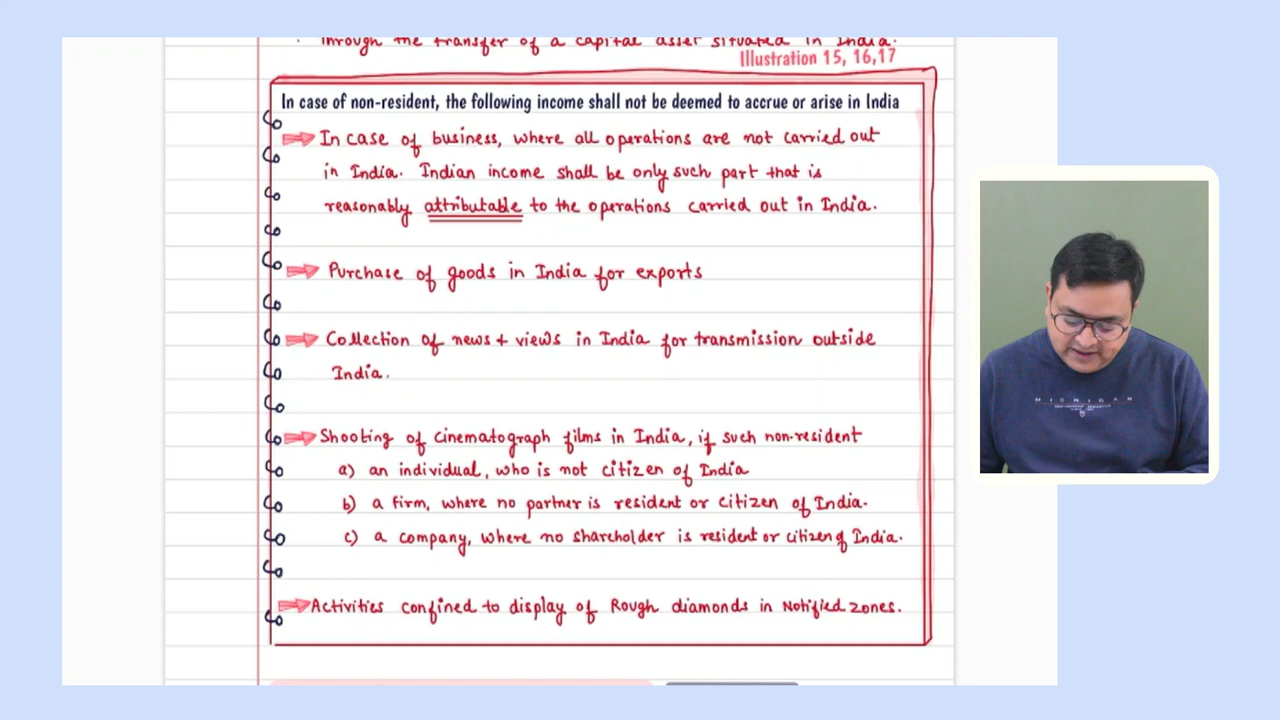 through the transfer of a capital asset situated in India.
Illustration 15, 16,17
In case of non-resident, the following income shall not be deemed to accrue or arise in India
In case of business, where all operations are not carried out
in India. Indian income shall be only such part that is
reasonably attributable to the operations carried out in India.
Purchase of goods in India for exports
Collection of news + views in India for transmission outside
India.
Shooting of cinematograph films in India, if such non-resident
a) an individual, who is not citizen of India
b) a firm, where no partner is resident or citizen of India.
c) a company, where no shareholder is resident or citizen of India.
Activities confined to display of Rough diamonds in Notified zones.
MICHIGAN